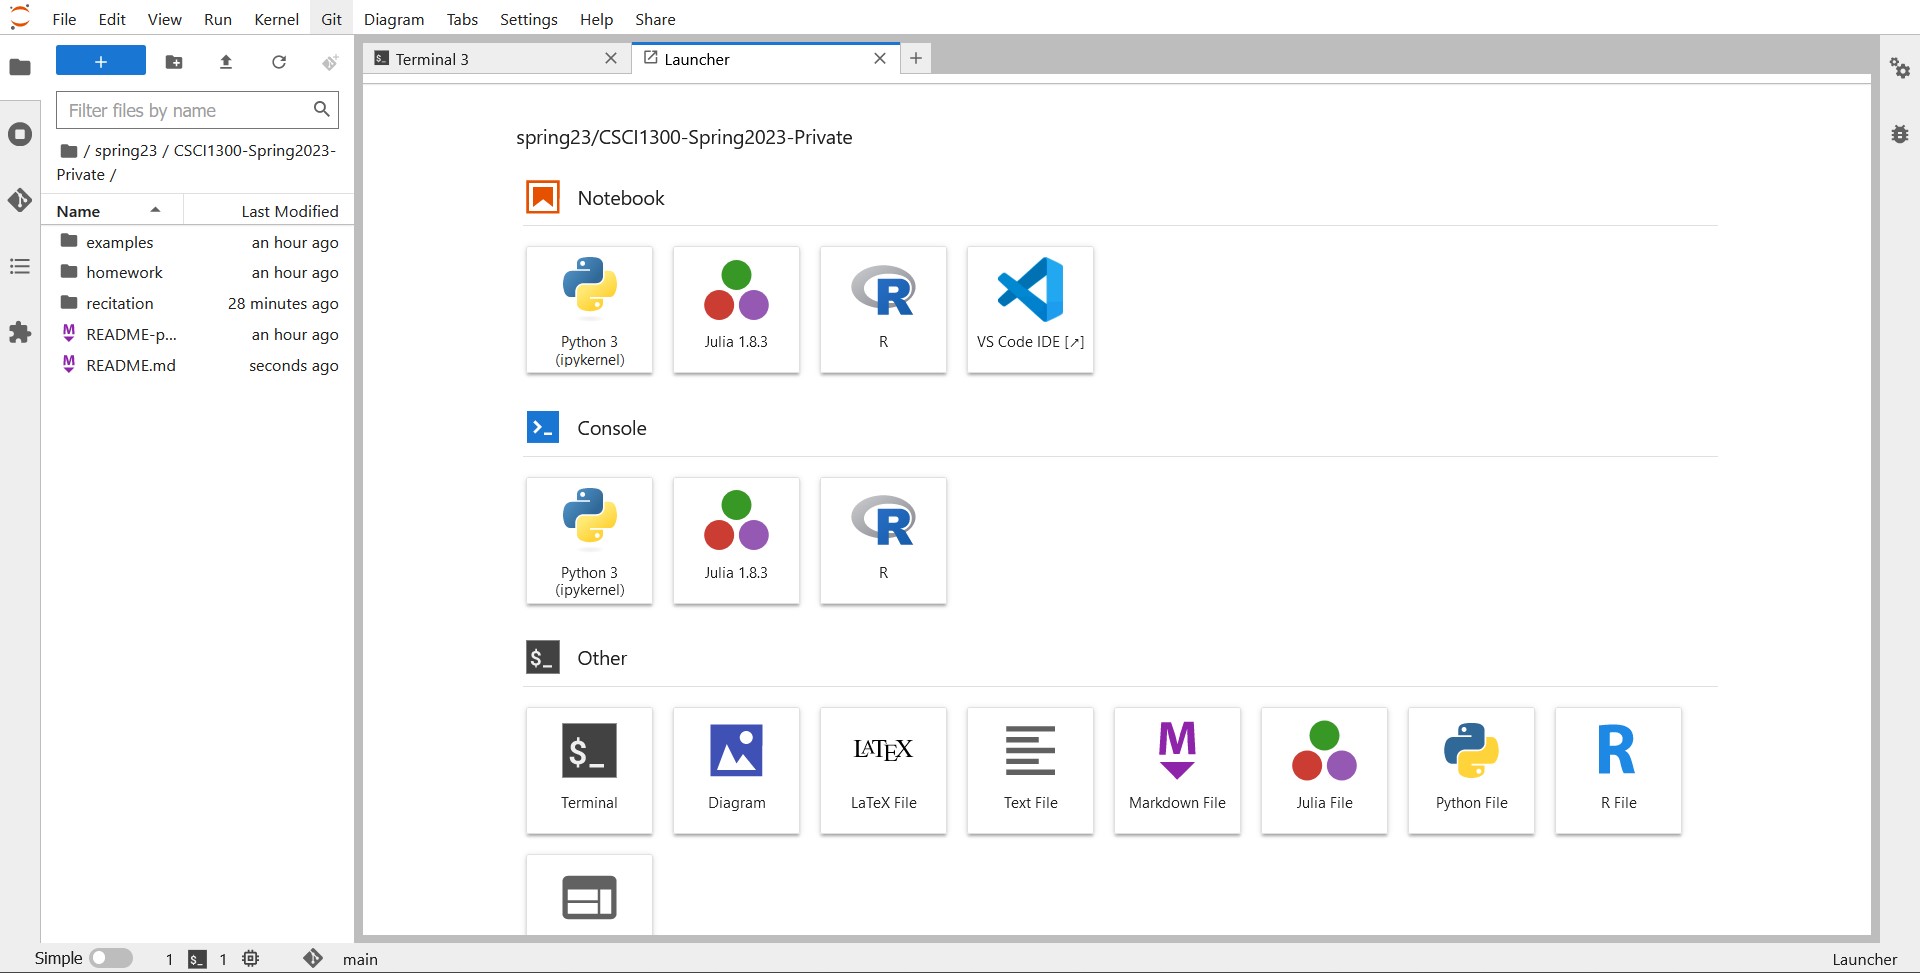 File Edit View Run Kernel Git Diagram Tabs Settings Help Share
Terminal 3
Launcher
Filter files by name
/ spring23 / CSCI1300-Spring2023-
Private /
Name Last Modified
examples an hour ago
homework an hour ago
recitation 28 minutes ago
README-p... an hour ago
README.md seconds ago
spring23/CSCI1300-Spring2023-Private
Notebook
Python 3
(ipykernel)
Julia 1.8.3
R
VS Code IDE [↗]
Console
Python 3
(ipykernel)
Julia 1.8.3
R
$_ Other
$_
Terminal
Diagram
LATEX
LaTeX File
Text File
M
Markdown File
Julia File
Python File
R
R File
Simple 1 $_ 1 main Launcher